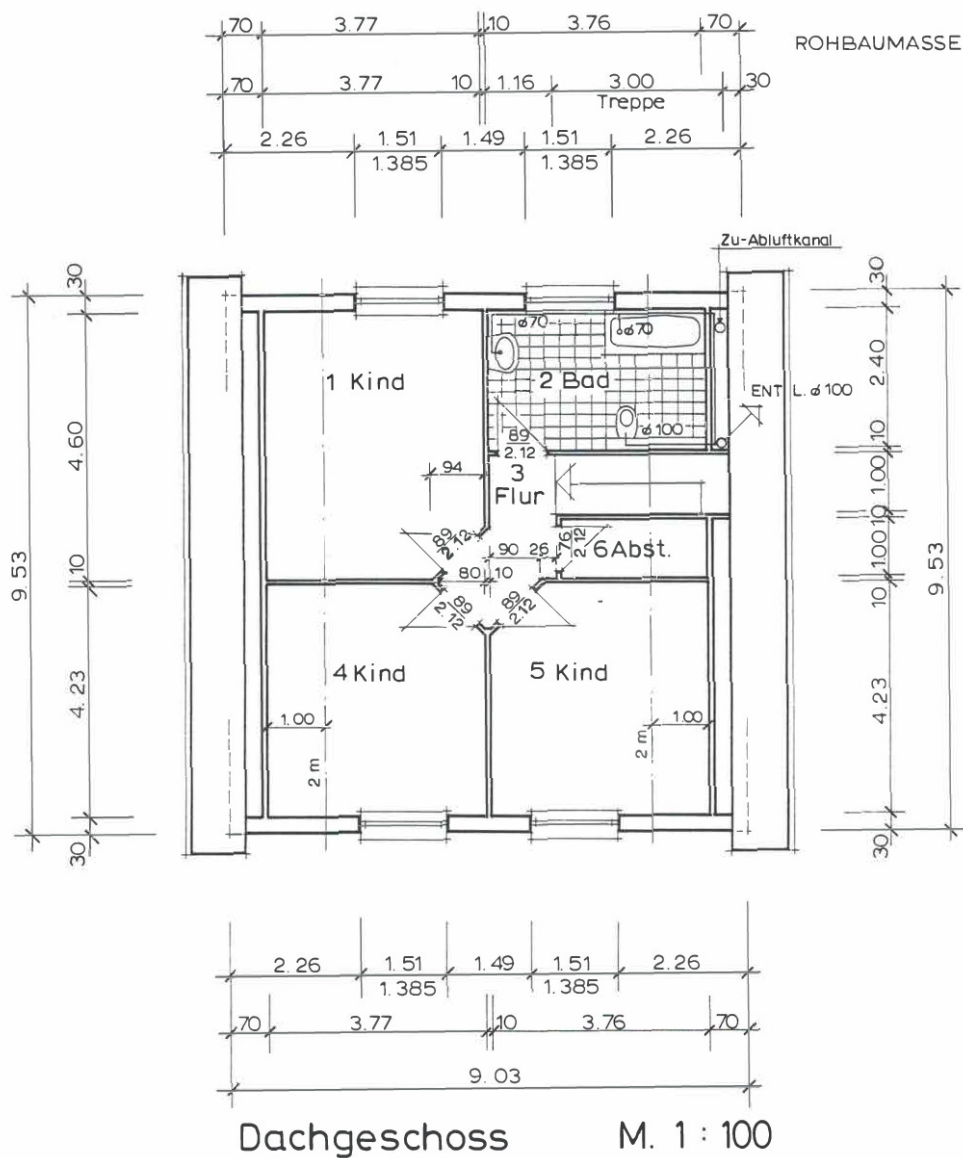 70 3.77 10 3.76 70
ROHBAUMASSE
70 3.77 10 1.16 3.00 30
Treppe
2.26 1.51 1.49 1.51 2.26
1.385 1.385
Zu-Abluftkanal
30
4.60
10
4.23
30
9.53
1 Kind
ø70
ø70
2 Bad
ENT L. ø 100
ø 100
89
2.12
94
3
Flur
89
2.12
90 26
76
2.12
6 Abst.
80 10
89
2.12
89
2.12
4 Kind
5 Kind
1.00
1.00
2 m
2 m
30
2.40
10
1.00
10
1.00
10
4.23
30
9.53
2.26 1.51 1.49 1.51 2.26
1.385 1.385
70 3.77 10 3.76 70
9.03
Dachgeschoss M. 1 : 100